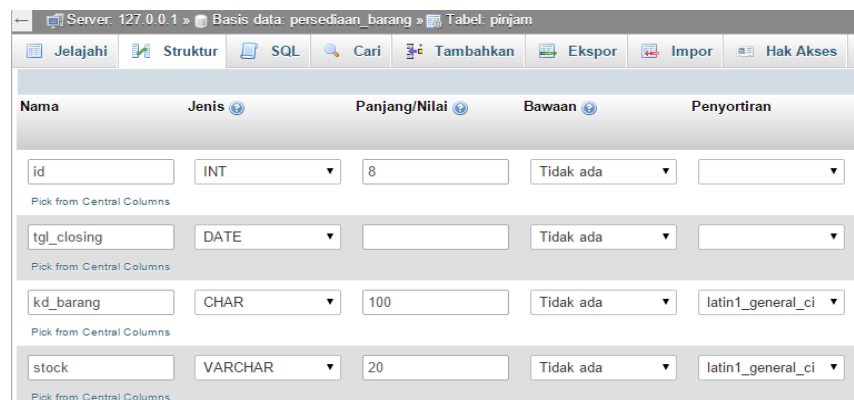 ← Server: 127.0.0.1 » Basis data: persediaan_barang » Tabel: pinjam
Jelajahi Struktur SQL Cari Tambahkan Ekspor Impor Hak Akses
Nama Jenis Panjang/Nilai Bawaan Penyortiran
id INT 8 Tidak ada
Pick from Central Columns
tgl_closing DATE Tidak ada
Pick from Central Columns
kd_barang CHAR 100 Tidak ada latin1_general_ci
Pick from Central Columns
stock VARCHAR 20 Tidak ada latin1_general_ci
Pick from Central Columns